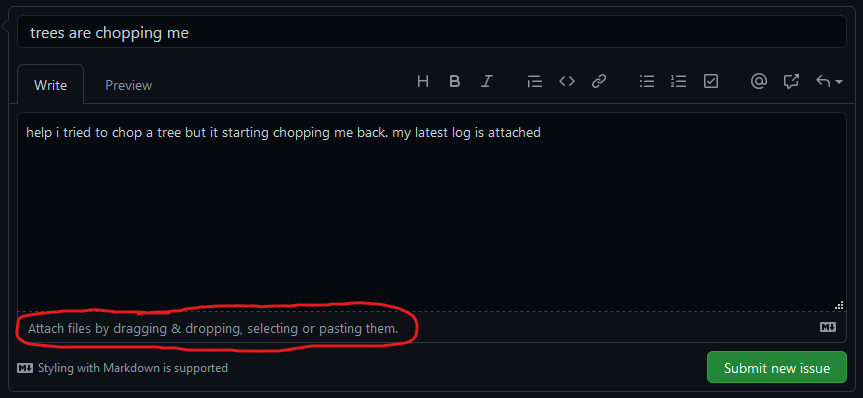 trees are chopping me
Write Preview
help i tried to chop a tree but it starting chopping me back. my latest log is attached
Attach files by dragging & dropping, selecting or pasting them.
Styling with Markdown is supported
Submit new issue